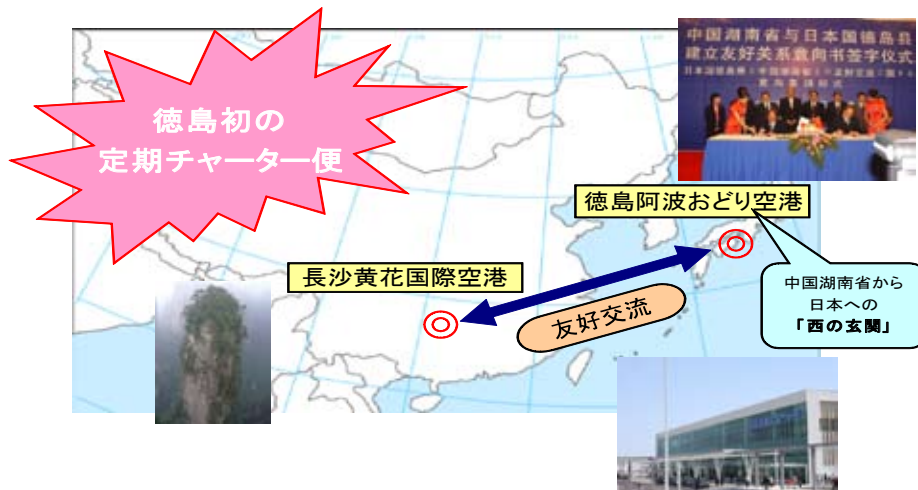 徳島初の
定期チャーター便
中国湖南省与日本国徳島县
建立友好关系意向书签字仪式
徳島阿波おどり空港
長沙黄花国際空港
友好交流
中国湖南省から
日本への
「西の玄関」